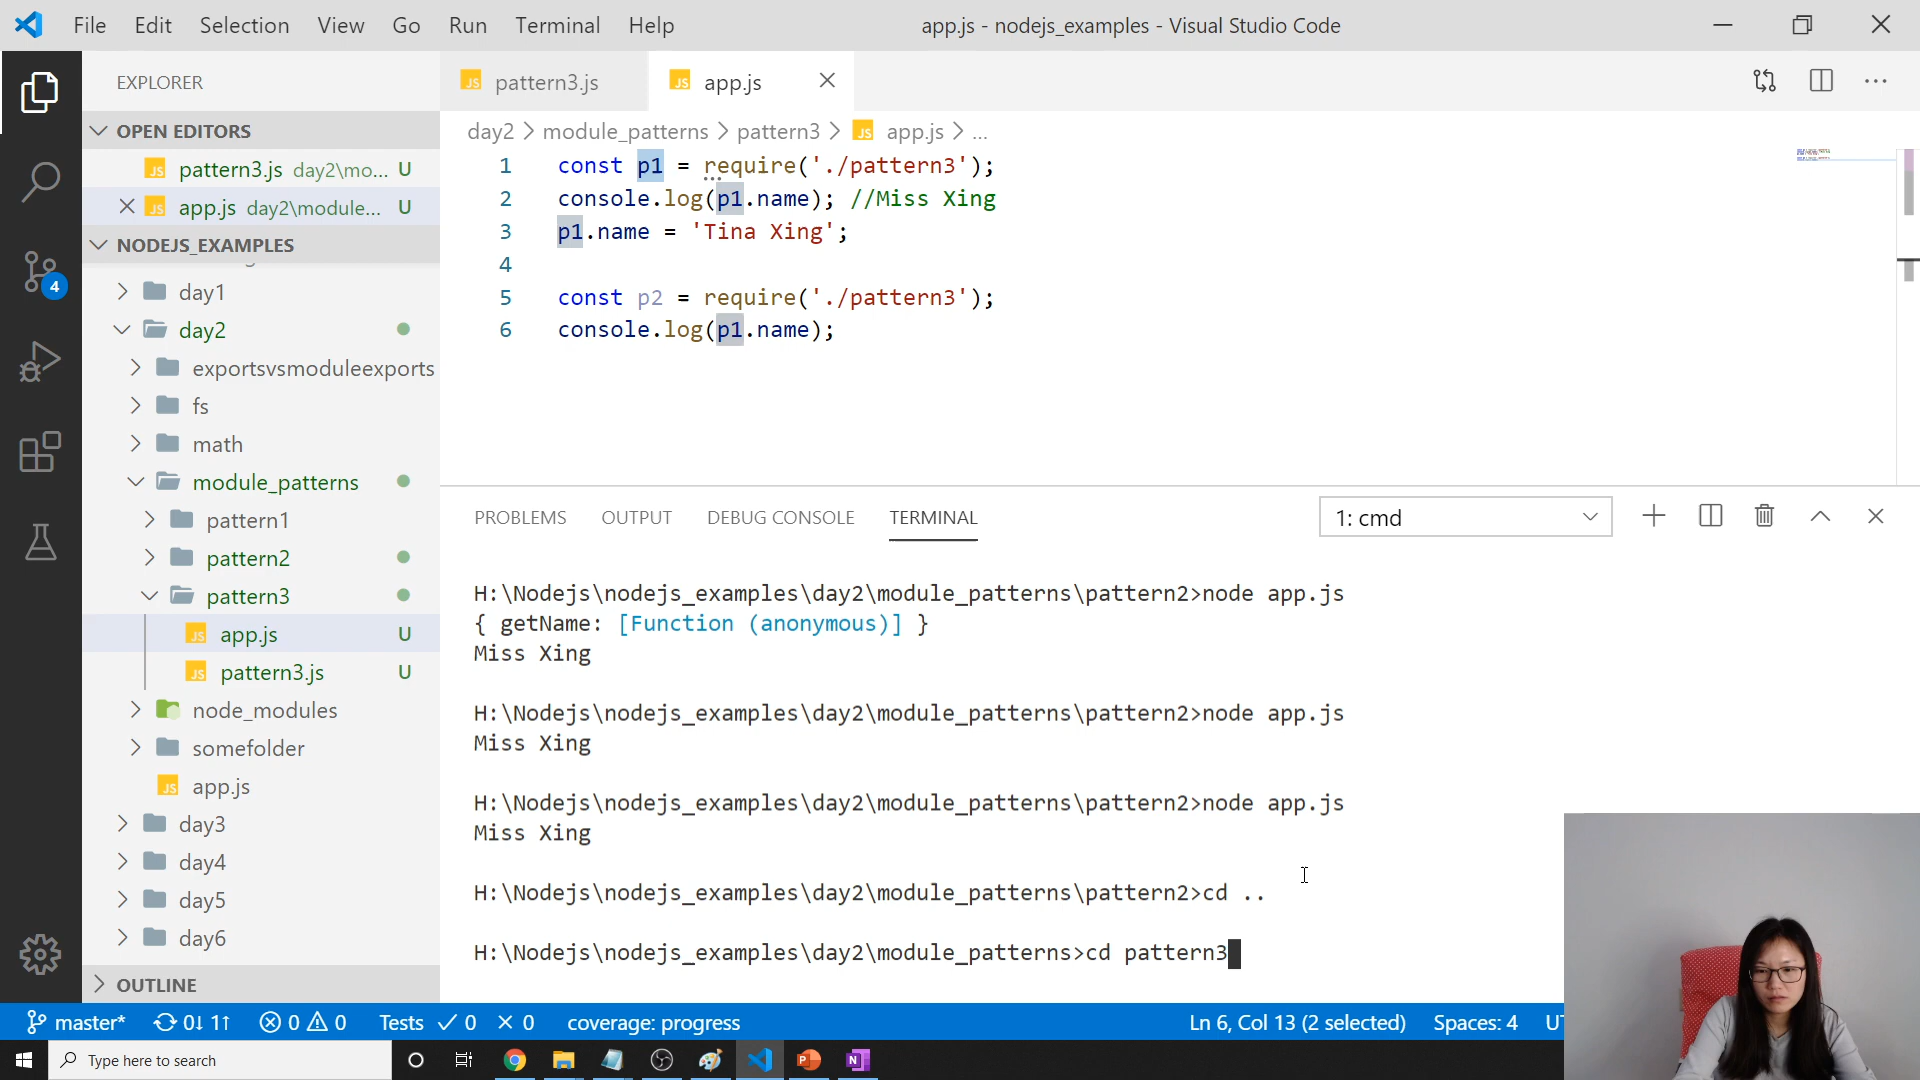 File Edit Selection View Go Run Terminal Help
app.js - nodejs_examples - Visual Studio Code
EXPLORER
OPEN EDITORS
pattern3.js day2\mo... U
app.js day2\module... U
NODEJS_EXAMPLES
day1
day2
exportsvsmoduleexports
fs
math
module_patterns
pattern1
pattern2
pattern3
app.js U
pattern3.js U
node_modules
somefolder
app.js
day3
day4
day5
day6
OUTLINE
pattern3.js
app.js
day2 > module_patterns > pattern3 > JS app.js > ...
1 const p1 = require('./pattern3');
2 console.log(p1.name); //Miss Xing
3 p1.name = 'Tina Xing';
4
5 const p2 = require('./pattern3');
6 console.log(p1.name);
PROBLEMS OUTPUT DEBUG CONSOLE TERMINAL
1: cmd
H:\Nodejs\nodejs_examples\day2\module_patterns\pattern2>node app.js
{ getName: [Function (anonymous)] }
Miss Xing
H:\Nodejs\nodejs_examples\day2\module_patterns\pattern2>node app.js
Miss Xing
H:\Nodejs\nodejs_examples\day2\module_patterns\pattern2>node app.js
Miss Xing
H:\Nodejs\nodejs_examples\day2\module_patterns\pattern2>cd ..
H:\Nodejs\nodejs_examples\day2\module_patterns>cd pattern3
4
master* 0↓ 1↑ 0 0 Tests ✓ 0 × 0 coverage: progress
Ln 6, Col 13 (2 selected) Spaces: 4
Type here to search